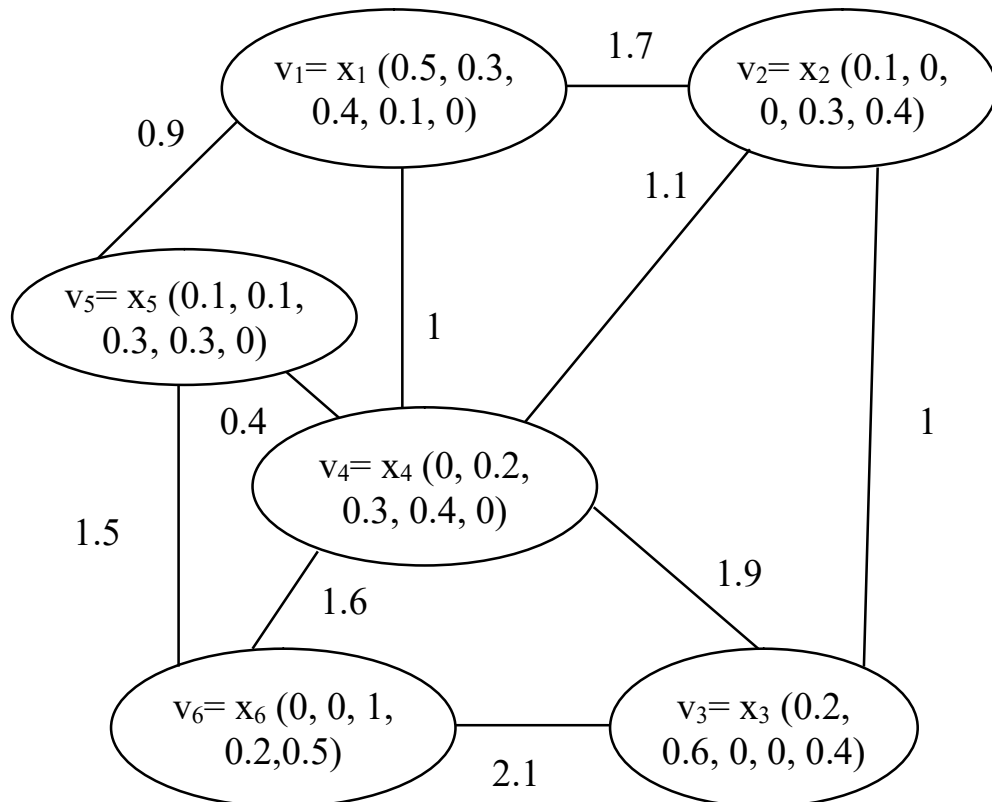 1.7
v₁= x₁ (0.5, 0.3,
0.4, 0.1, 0)
v₂= x₂ (0.1, 0,
0, 0.3, 0.4)
0.9
1.1
v₅= x₅ (0.1, 0.1,
0.3, 0.3, 0)
1
0.4
1
v₄= x₄ (0, 0.2,
0.3, 0.4, 0)
1.5
1.9
1.6
v₆= x₆ (0, 0, 1,
0.2,0.5)
v₃= x₃ (0.2,
0.6, 0, 0, 0.4)
2.1